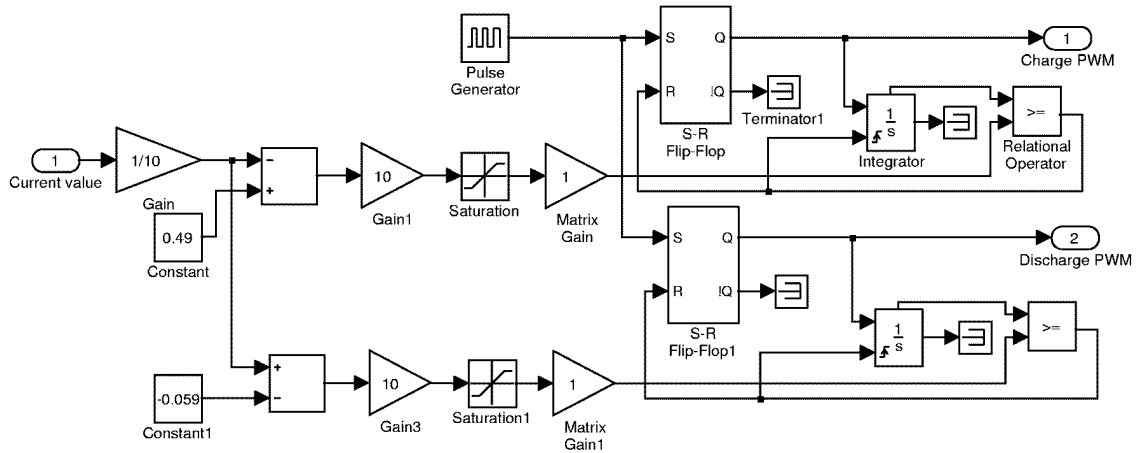 Pulse
Generator
S
Q
R
!Q
S-R
Flip-Flop
Terminator1
1
Charge PWM
1
s
Integrator
>=
Relational
Operator
1
Current value
1/10
Gain
-
+
0.49
Constant
10
Gain1
Saturation
1
Matrix
Gain
S
Q
R
!Q
S-R
Flip-Flop1
2
Discharge PWM
1
s
>=
+
-
-0.059
Constant1
10
Gain3
Saturation1
1
Matrix
Gain1